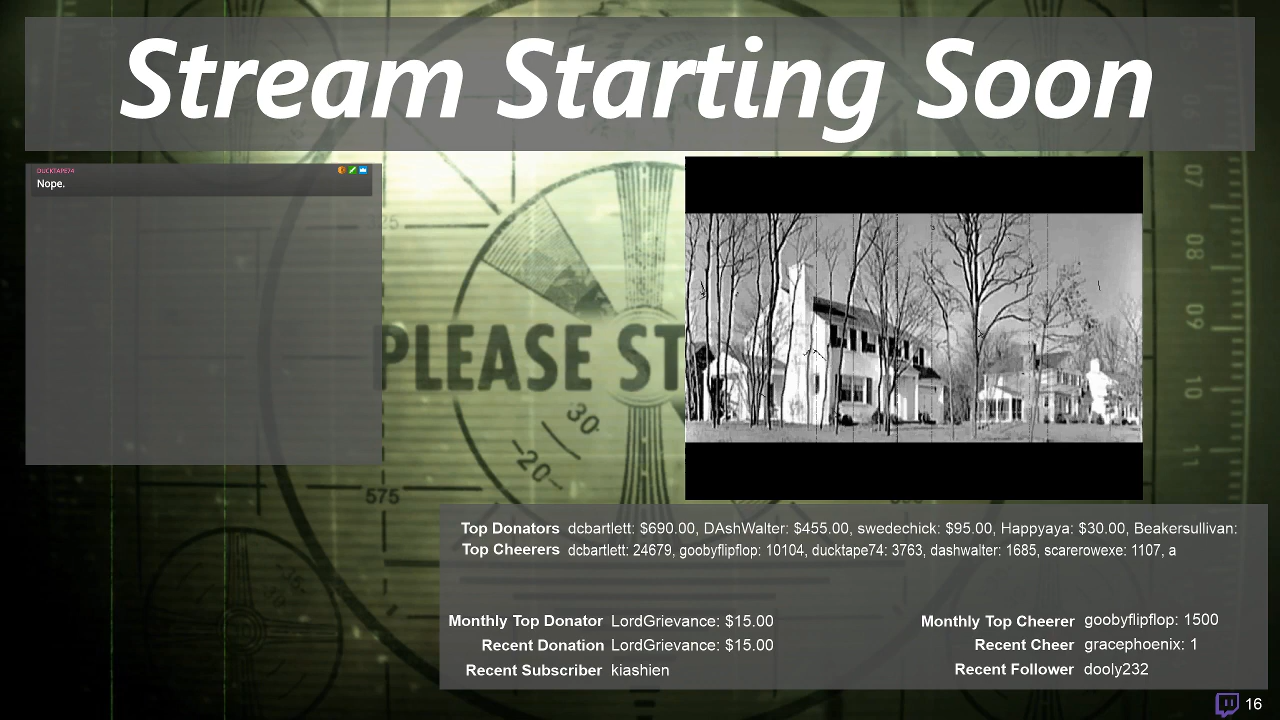 Stream Starting Soon
DUCKTAPE74
Nope.
PLEASE ST
30
20
575
07
08
09
10
11
Top Donators dcbartlett: $690.00, DAshWalter: $455.00, swedechick: $95.00, Happyaya: $30.00, Beakersullivan:
Top Cheerers dcbartlett: 24679, goobyflipflop: 10104, ducktape74: 3763, dashwalter: 1685, scarerowexe: 1107, a
Monthly Top Donator LordGrievance: $15.00
Recent Donation LordGrievance: $15.00
Recent Subscriber kiashien
Monthly Top Cheerer goobyflipflop: 1500
Recent Cheer gracephoenix: 1
Recent Follower dooly232
16